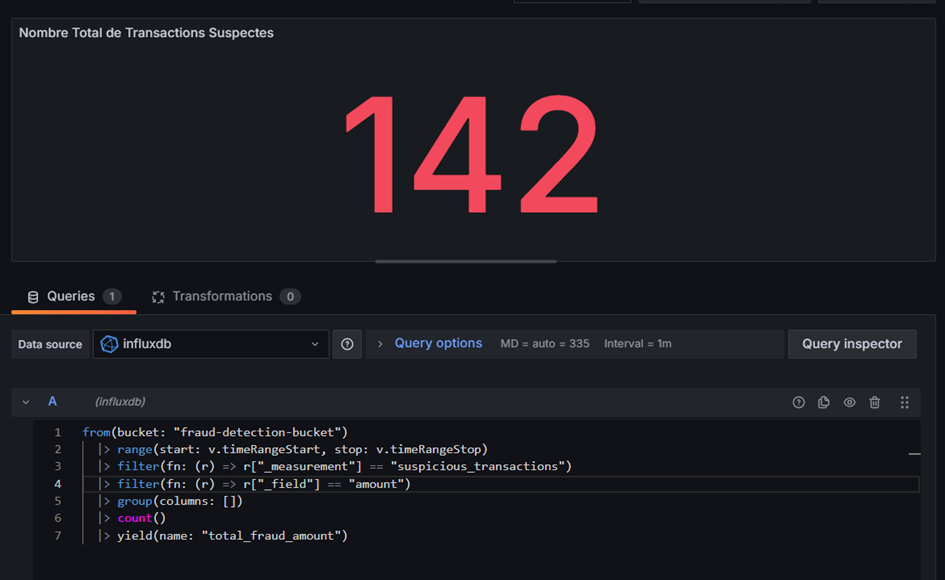 Nombre Total de Transactions Suspectes
142
Queries 1 Transformations 0
Data source influxdb Query options MD = auto = 335 Interval = 1m Query inspector
A (influxdb)
1 from(bucket: "fraud-detection-bucket")
2 |> range(start: v.timeRangeStart, stop: v.timeRangeStop)
3 |> filter(fn: (r) => r["_measurement"] == "suspicious_transactions")
4 |> filter(fn: (r) => r["_field"] == "amount")
5 |> group(columns: [])
6 |> count()
7 |> yield(name: "total_fraud_amount")